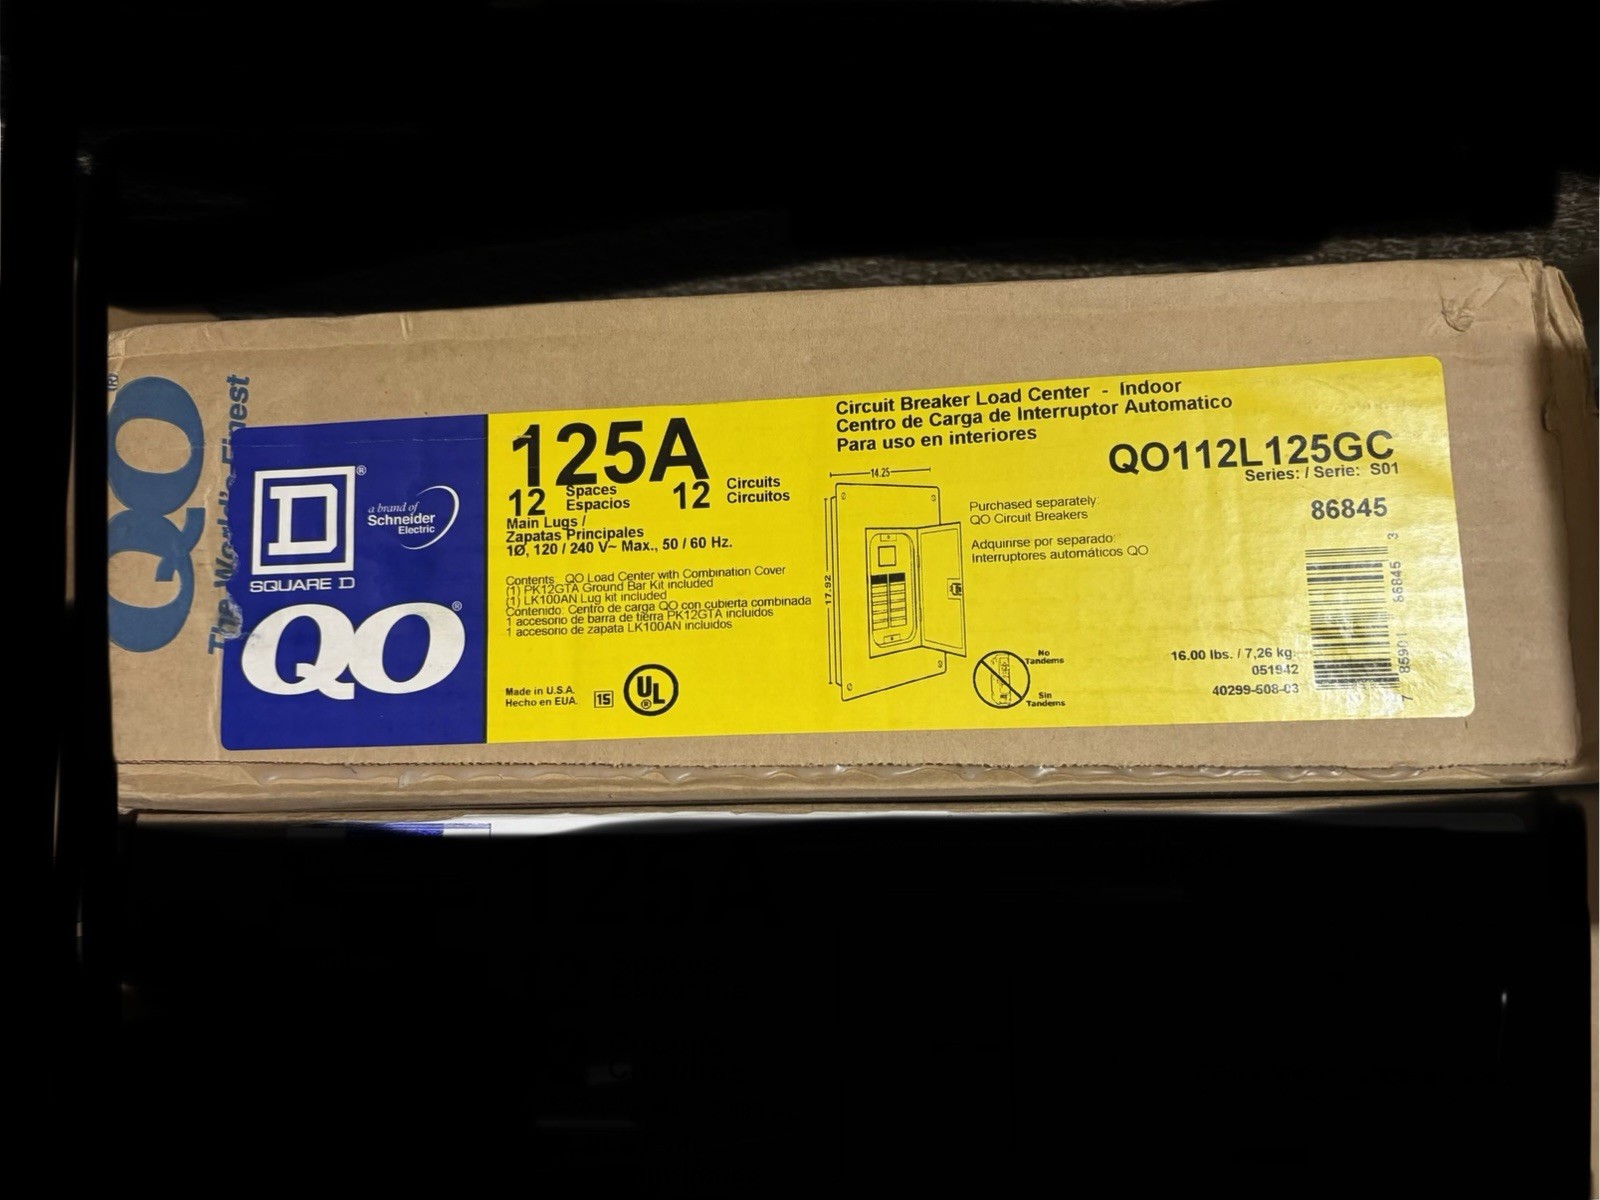 QO®
The World's Finest
D®
SQUARE D
a brand of
Schneider
Electric
QO®
125A
12 Spaces 12 Circuits
Espacios Circuitos
Main Lugs /
Zapatas Principales
1Ø, 120 / 240 V~ Max., 50 / 60 Hz.
Contents: QO Load Center with Combination Cover
(1) PK12GTA Ground Bar Kit included
(1) LK100AN Lug kit included
Contenido: Centro de carga QO con cubierta combinada
1 accesorio de barra de tierra PK12GTA incluidos
1 accesorio de zapata LK100AN incluidos
Made in U.S.A.
Hecho en EUA.
15
UL®
Circuit Breaker Load Center - Indoor
Centro de Carga de Interruptor Automatico
Para uso en interiores
14.25
17.92
Purchased separately:
QO Circuit Breakers
Adquirirse por separado:
Interruptores automáticos QO
No
Tandems
Sin
Tandems
QO112L125GC
Series: / Serie: S01
86845
7 85901 86845 3
16.00 lbs. / 7,26 kg.
051942
40299-508-03
125A